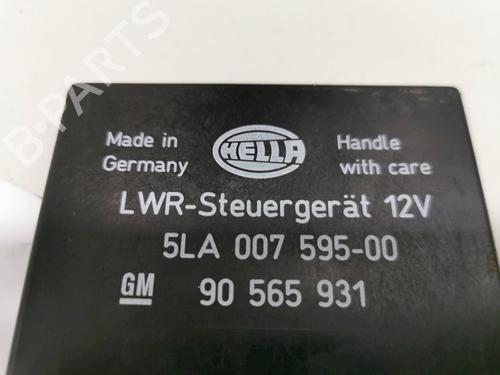 B-PARTS
Made in Germany
HELLA
Handle with care
LWR-Steuergerät 12V
5LA 007 595-00
GM 90 565 931